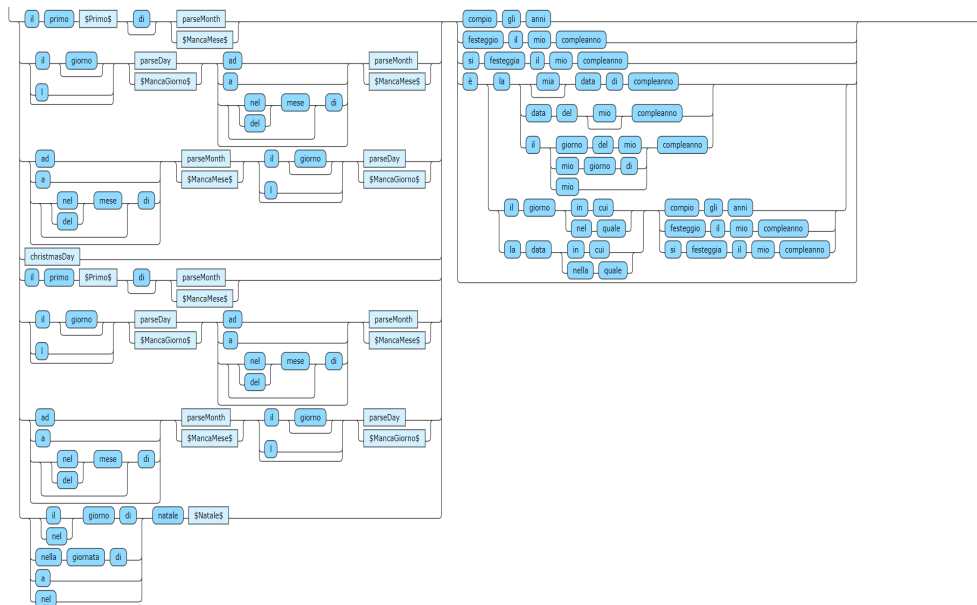 il primo $Primo$ di parseMonth compio gli anni
$MancaMese$ festeggio il mio compleanno
il giorno parseDay ad parseMonth si festeggia il mio compleanno
$MancaGiorno$ a $MancaMese$ è la mia data di compleanno
l
nel mese di
data del mio compleanno
del
il giorno del mio compleanno
ad parseMonth il giorno parseDay mio giorno di
a $MancaMese$ l $MancaGiorno$ mio
nel mese di il giorno in cui compio gli anni
del nel quale festeggio il mio compleanno
christmasDay la data in cui si festeggia il mio compleanno
nella quale
il primo $Primo$ di parseMonth
$MancaMese$
il giorno parseDay ad parseMonth
$MancaGiorno$ a $MancaMese$
l
nel mese di
del
ad parseMonth il giorno parseDay
a $MancaMese$ $MancaGiorno$
l
nel mese di
del
il giorno di natale $Natale$
nel
nella giornata di
a
nel